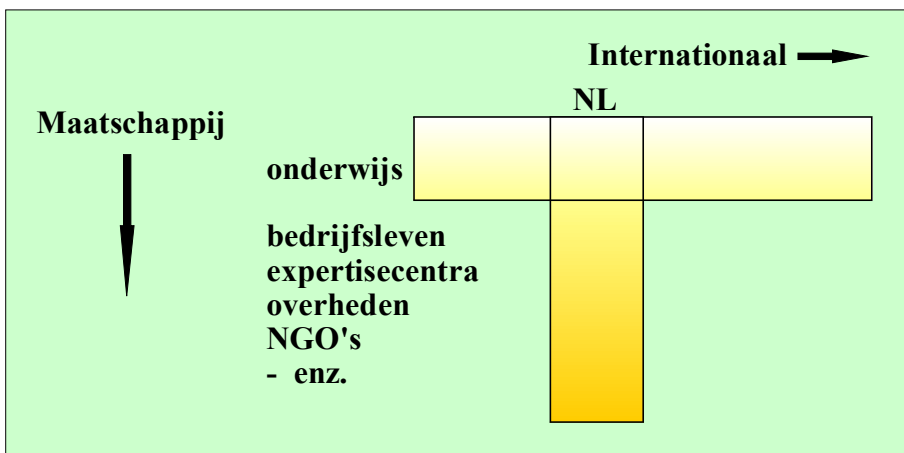 Internationaal
NL
Maatschappij
onderwijs
bedrijfsleven
expertisecentra
overheden
NGO's
- enz.